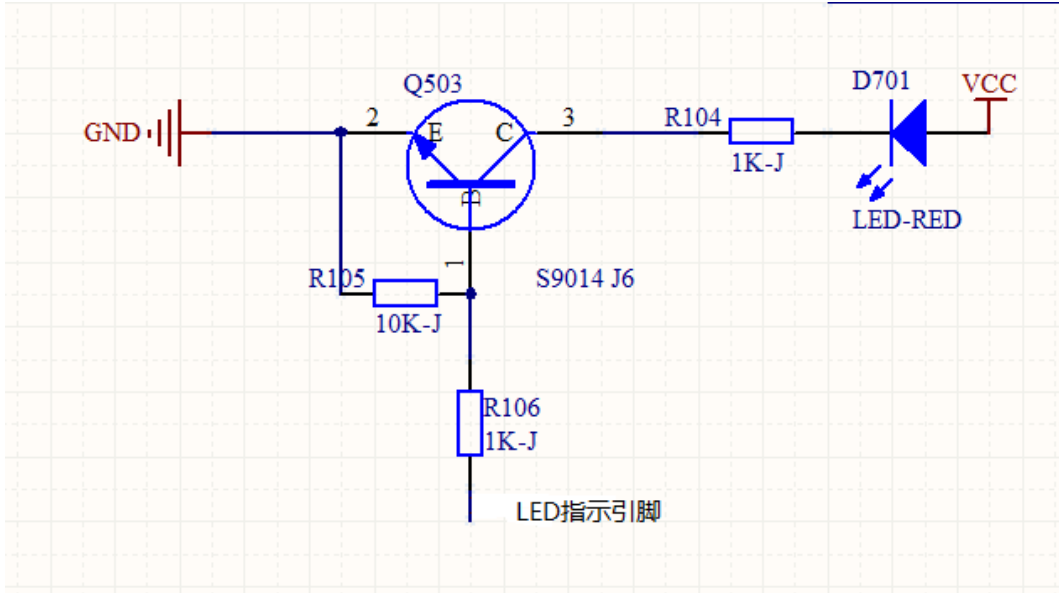 Q503
D701
VCC
GND
2
E
C
3
R104
1K-J
B
LED-RED
1
R105
S9014 J6
10K-J
R106
1K-J
LED指示引脚